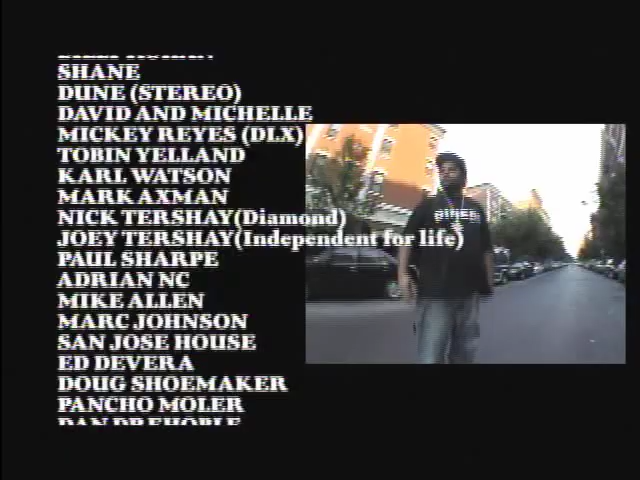 SHANE
DUNE (STEREO)
DAVID AND MICHELLE
MICKEY REYES (DLX)
TOBIN YELLAND
KARL WATSON
MARK AXMAN
NICK TERSHAY(Diamond)
JOEY TERSHAY(Independent for life)
PAUL SHARPE
ADRIAN NC
MIKE ALLEN
MARC JOHNSON
SAN JOSE HOUSE
ED DEVERA
DOUG SHOEMAKER
PANCHO MOLER